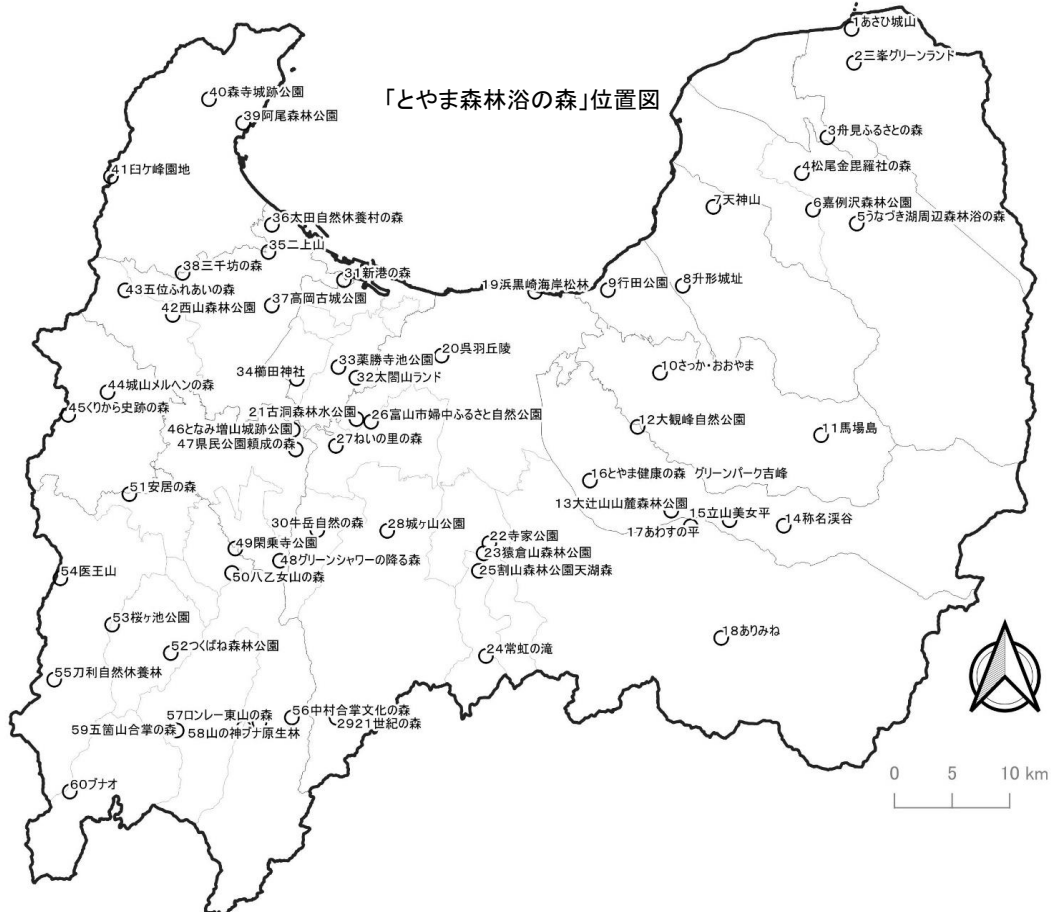 「とやま森林浴の森」位置図
1あさひ城山
2三峯グリーンランド
3舟見ふるさとの森
4松尾金毘羅社の森
5うなづき湖周辺森林浴の森
6嘉例沢森林公園
7天神山
8升形城址
9行田公園
10さっか・おおやま
11馬場島
12大観峰自然公園
13大辻山山麓森林公園
14称名渓谷
15立山美女平
16とやま健康の森 グリーンパーク吉峰
17あわすの平
18ありみね
19浜黒崎海岸松林
20呉羽丘陵
21古洞森林水公園
22寺家公園
23猿倉山森林公園
24常虹の滝
25割山森林公園天湖森
26富山市婦中ふるさと自然公園
27ねいの里の森
28城ヶ山公園
2921世紀の森
30牛岳自然の森
31新港の森
32太閤山ランド
33薬勝寺池公園
34櫛田神社
35二上山
36太田自然休養村の森
37高岡古城公園
38三千坊の森
39阿尾森林公園
40森寺城跡公園
41臼ケ峰園地
42西山森林公園
43五位ふれあいの森
44城山メルヘンの森
45くりから史跡の森
46となみ増山城跡公園
47県民公園頼成の森
48グリーンシャワーの降る森
49閑乗寺公園
50八乙女山の森
51安居の森
52つくばね森林公園
53桜ヶ池公園
54医王山
55刀利自然休養林
56中村合掌文化の森
57ロンレー東山の森
58山の神ブナ原生林
59五箇山合掌の森
60ブナオ
0 5 10 km